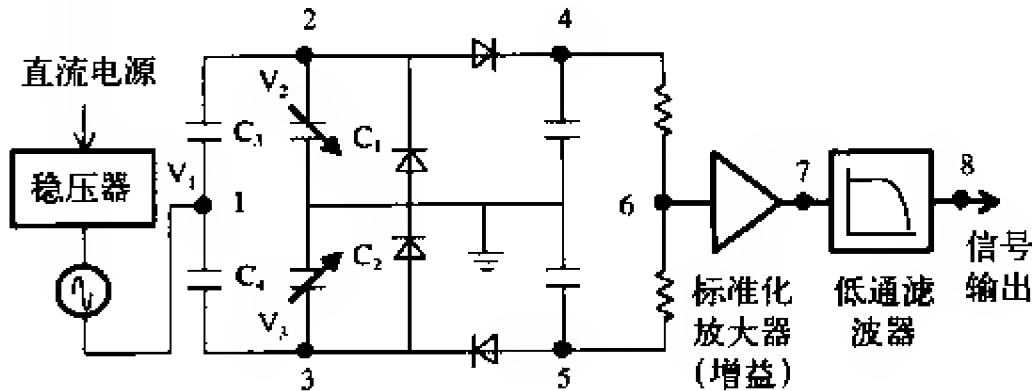 2
4
直流电源
V₂
C₃
C₁
稳压器
V₁
1
6
7
8
C₄
C₂
V₃
信号
输出
标准化
放大器
(增益)
低通滤
波器
3
5